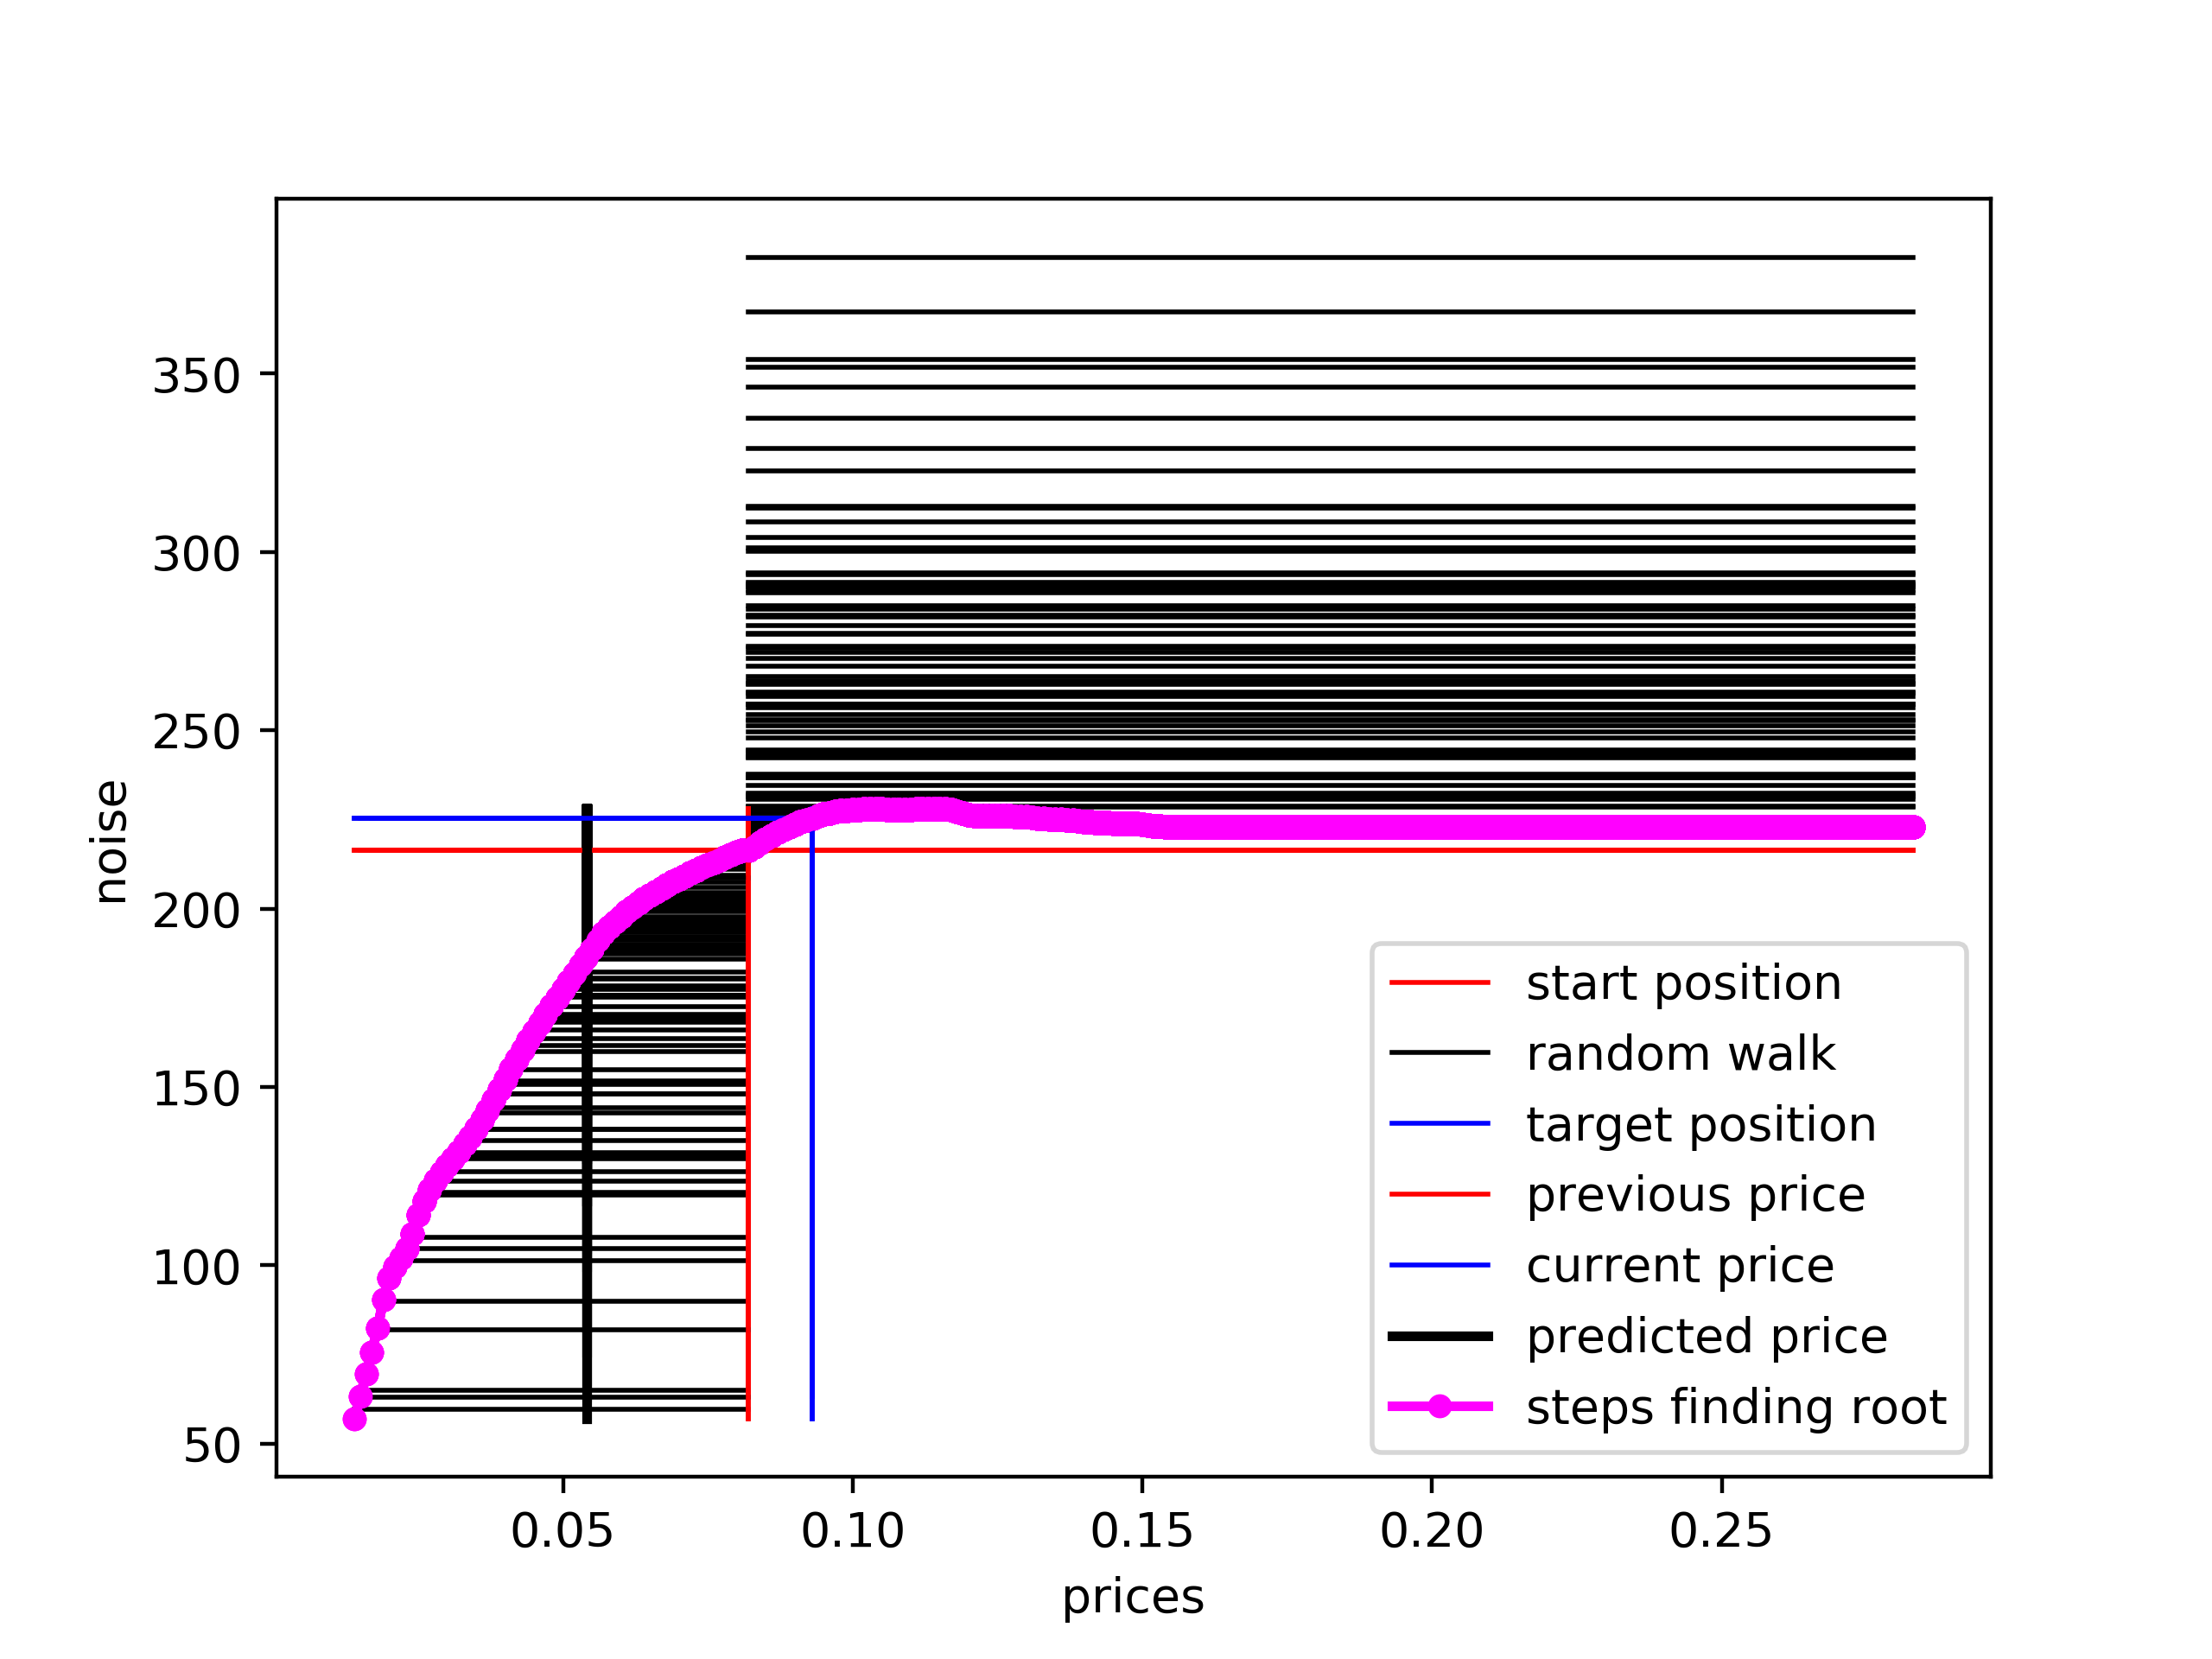 350
300
250
200
150
100
50
noise
start position
random walk
target position
previous price
current price
predicted price
steps finding root
0.05 0.10 0.15 0.20 0.25
prices